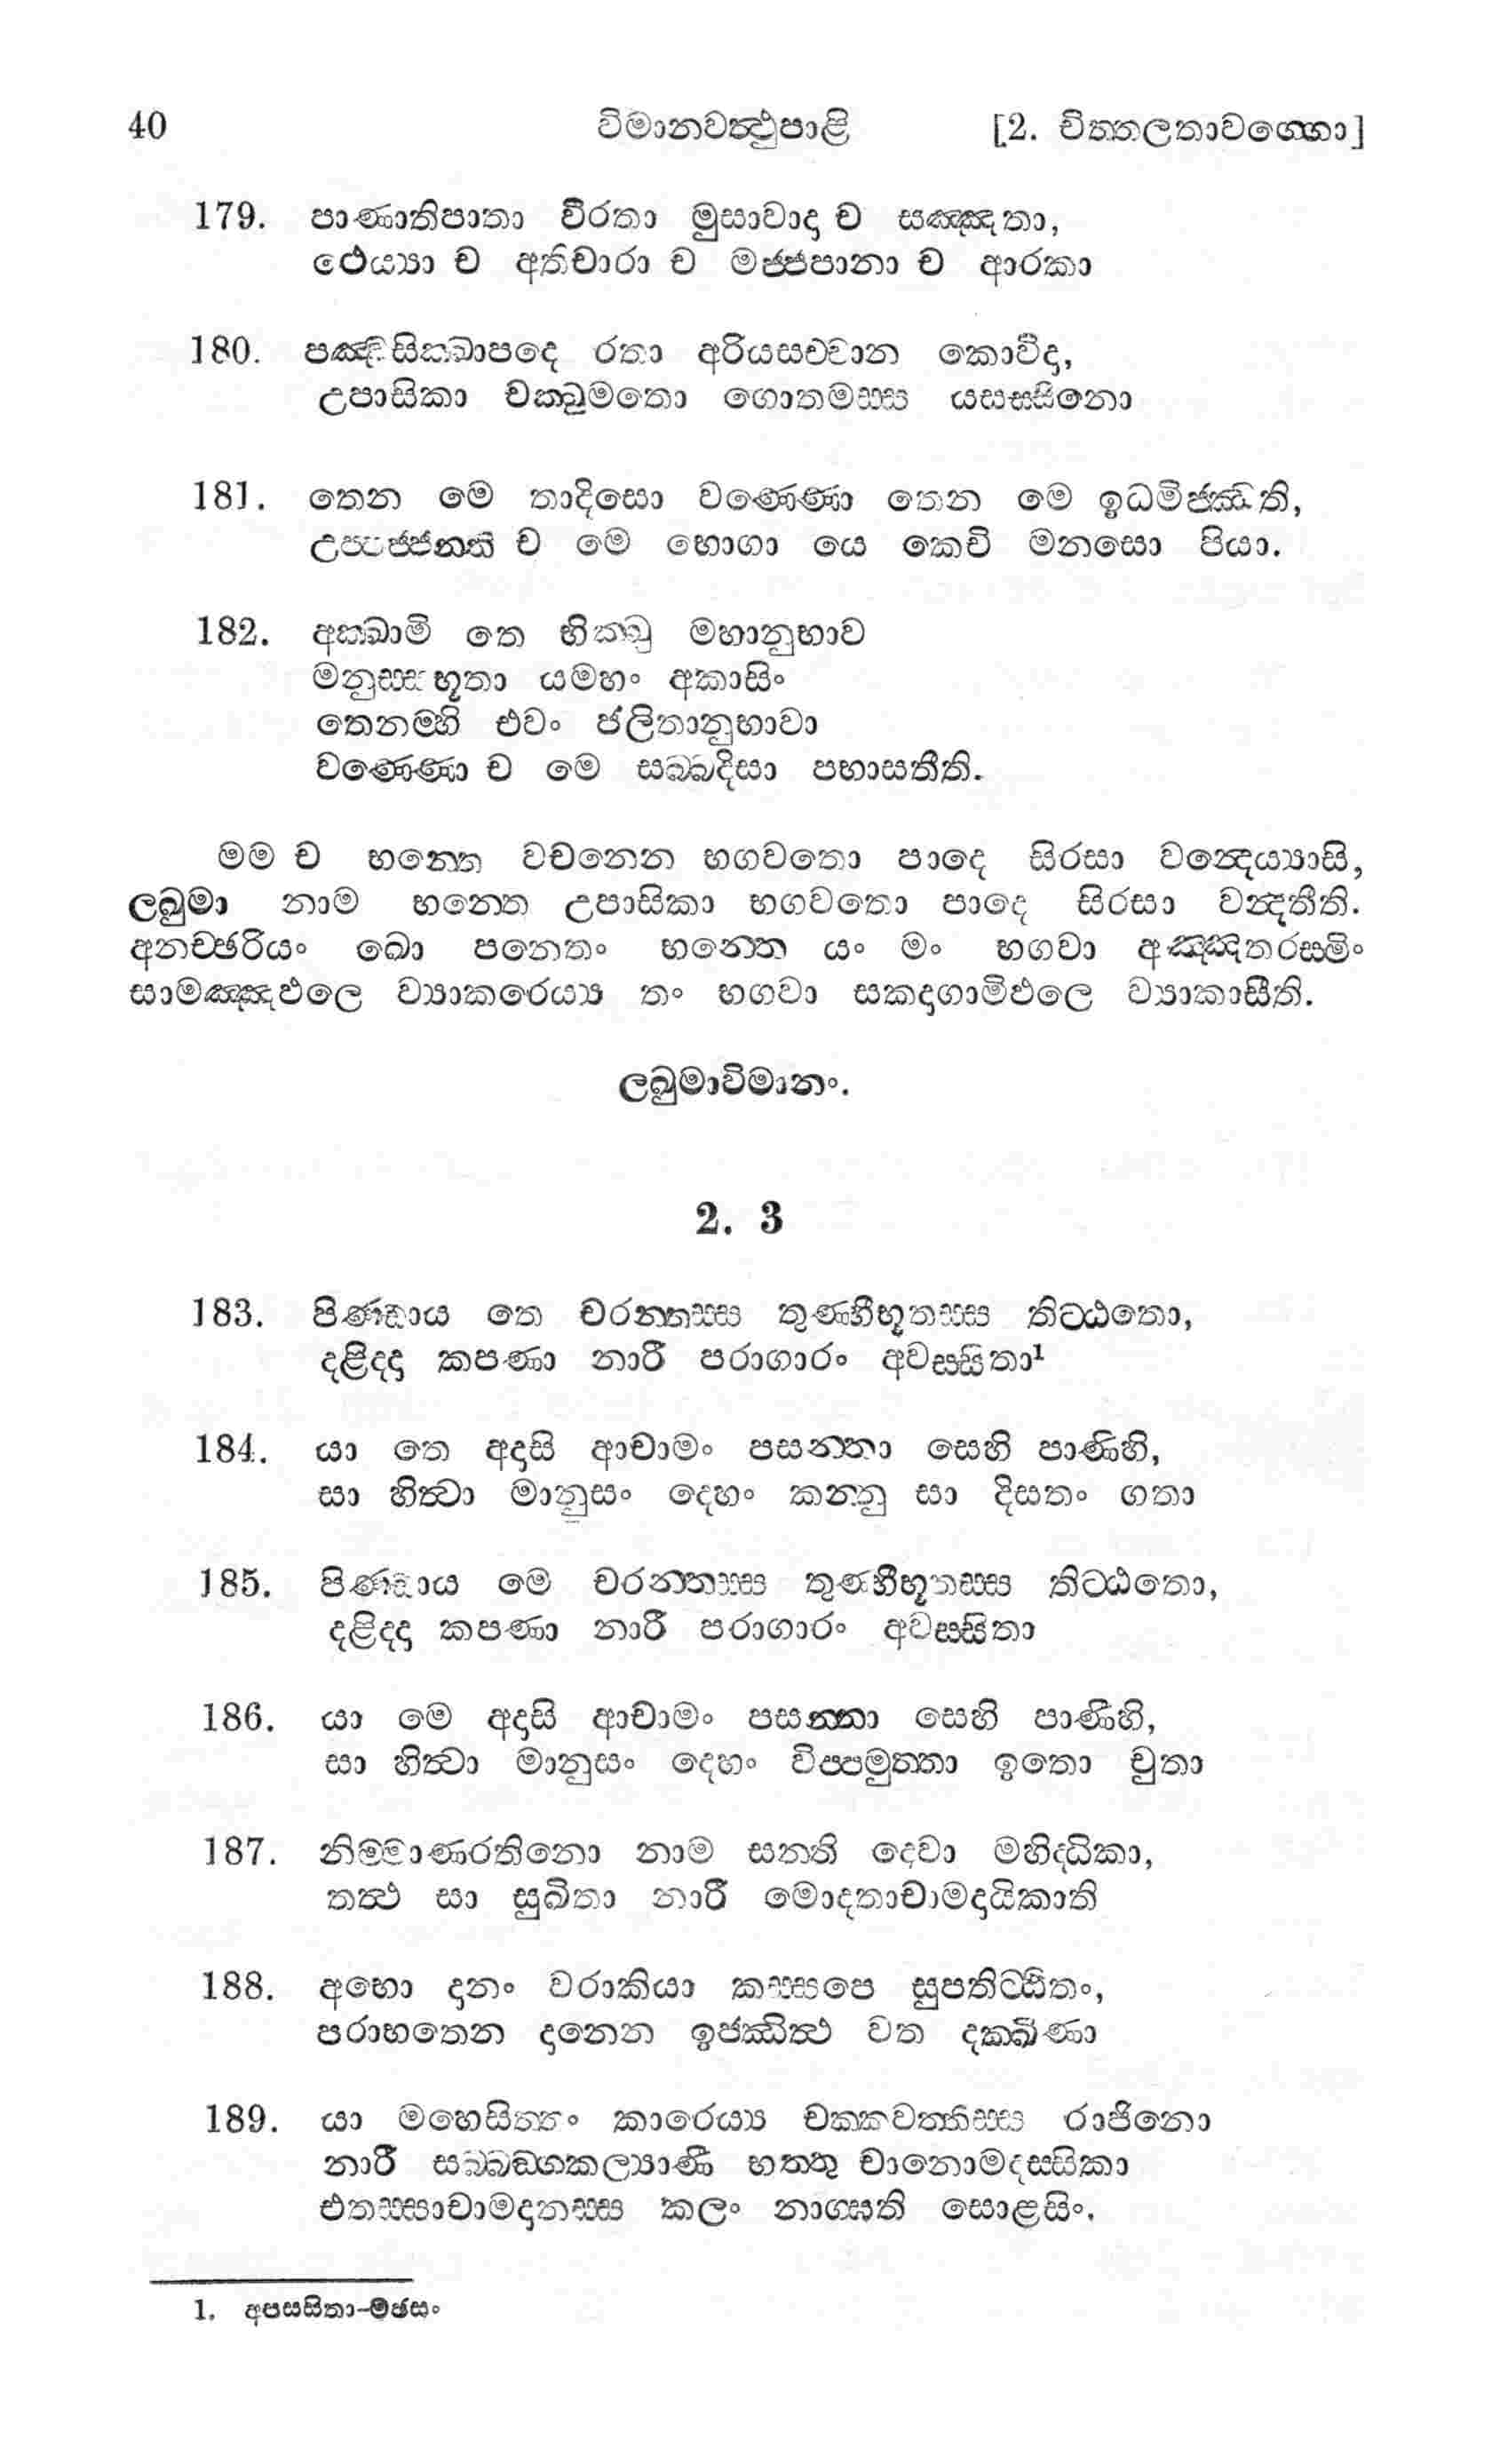 40 විමානවත්‍ථුපාළි [2. චිත්තලතාවග්ගො]
179. පාණාතිපාතා විරතා මුසාවාදා ච සඤ්ඤතා,
ථෙය්‍යා ච අතිචාරා ච මජ්ජපානා ච ආරකා
180. පඤ්චසික්ඛාපදෙ රතා අරියසච්චාන කොවිදා,
උපාසිකා චක්ඛුමතො ගොතමස්ස යසස්සිනො
181. තෙන මෙ තාදිසො වණ්ණො තෙන මෙ ඉධමිජ්ඣති,
උප්පජ්ජන්ති ච මෙ භොගා යෙ කෙචි මනසො පියා.
182. අක්ඛාමි තෙ භික්ඛු මහානුභාව
මනුස්සභූතා යමහං අකාසිං
තෙනම්හි එවං ජලිතානුභාවා
වණ්ණො ච මෙ සබ්බදිසා පභාසතීති.
මම ච භන්තෙ වචනෙන භගවතො පාදෙ සිරසා වන්දෙය්‍යාසි,
ලඛුමා නාම භන්තෙ උපාසිකා භගවතො පාදෙ සිරසා වන්දතීති.
අනච්ඡරියං ඛො පනෙතං භන්තෙ යං මං භගවා අඤ්ඤතරස්මිං
සාමඤ්ඤඵලෙ ව්‍යාකරෙය්‍ය තං භගවා සකදාගාමිඵලෙ ව්‍යාකාසීති.
ලඛුමාවිමානං.
2. 3
183. පිණ්ඩාය තෙ චරන්තස්ස තුණ්හීභූතස්ස තිට්ඨතො,
දළිද්දා කපණා නාරී පරාගාරං අවස්සිතා¹
184. යා තෙ අදාසි ආචාමං පසන්නා සෙහි පාණිහි,
සා හිත්‍වා මානුසං දෙහං කන්නු සා දිසතං ගතා
185. පිණ්ඩාය මෙ චරන්තස්ස තුණ්හීභූතස්ස තිට්ඨතො,
දළිද්දා කපණා නාරී පරාගාරං අවස්සිතා
186. යා මෙ අදාසි ආචාමං පසන්නා සෙහි පාණීහි,
සා හිත්‍වා මානුසං දෙහං විප්පමුත්තා ඉතො චුතා
187. නිම්මාණරතිනො නාම සන්ති දෙවා මහිද්ධිකා,
තත්‍ථ සා සුඛිතා නාරී මොදතාචාමදායිකාති
188. අහො දානං වරාකියා කස්සපෙ සුපතිට්ඨිතං,
පරාභතෙන දානෙන ඉජ්ඣිත්‍ථ වත දක්ඛිණා
189. යා මහෙසිත්තං කාරෙය්‍ය චක්කවත්තිස්ස රාජිනො
නාරී සබ්බඞ්ගකල්‍යාණී භත්තු චානොමදස්සිකා
එතස්සාචාමදානස්ස කලං නාග්ඝති සොළසිං.
1. අපස්සිතා-මඡසං